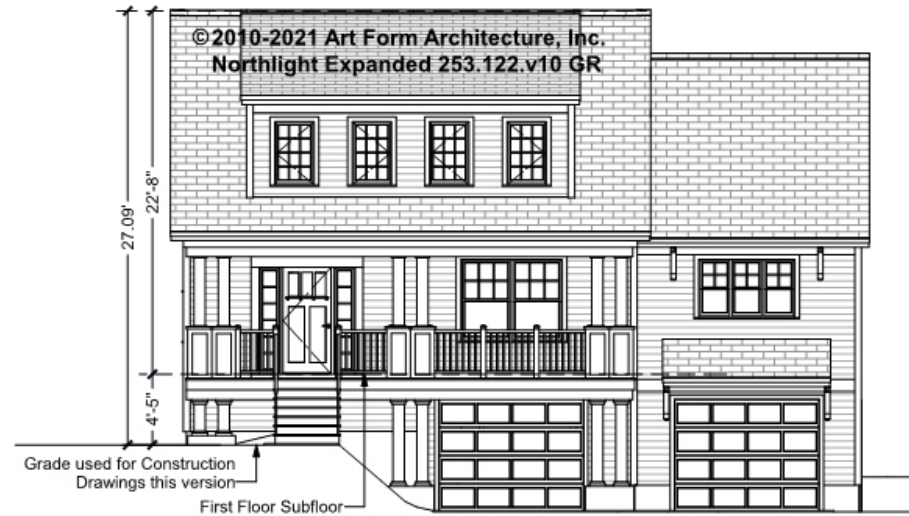 ©2010-2021 Art Form Architecture, Inc.
Northlight Expanded 253.122.v10 GR
27.09'
22'-8"
4'-5"
Grade used for Construction
Drawings this version
First Floor Subfloor